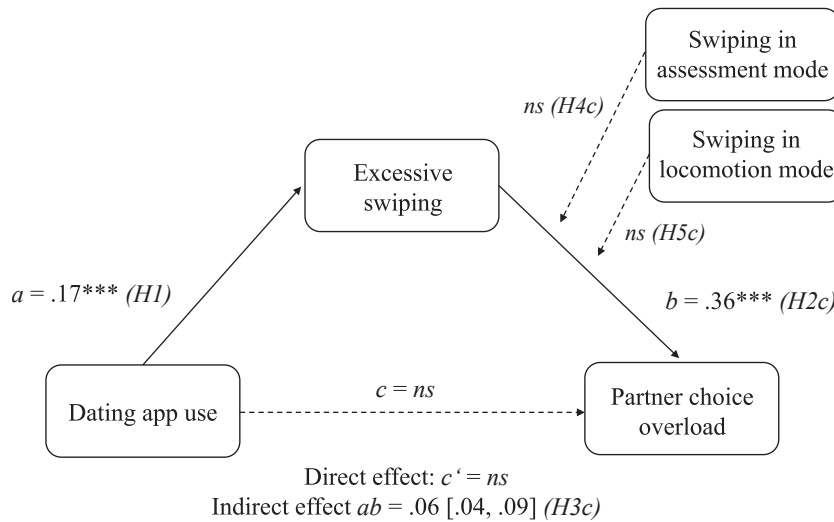 Swiping in
assessment mode
ns (H4c)
Swiping in
locomotion mode
Excessive
swiping
ns (H5c)
a = .17*** (H1)
b = .36*** (H2c)
Dating app use
c = ns
Partner choice
overload
Direct effect: c‘ = ns
Indirect effect ab = .06 [.04, .09] (H3c)